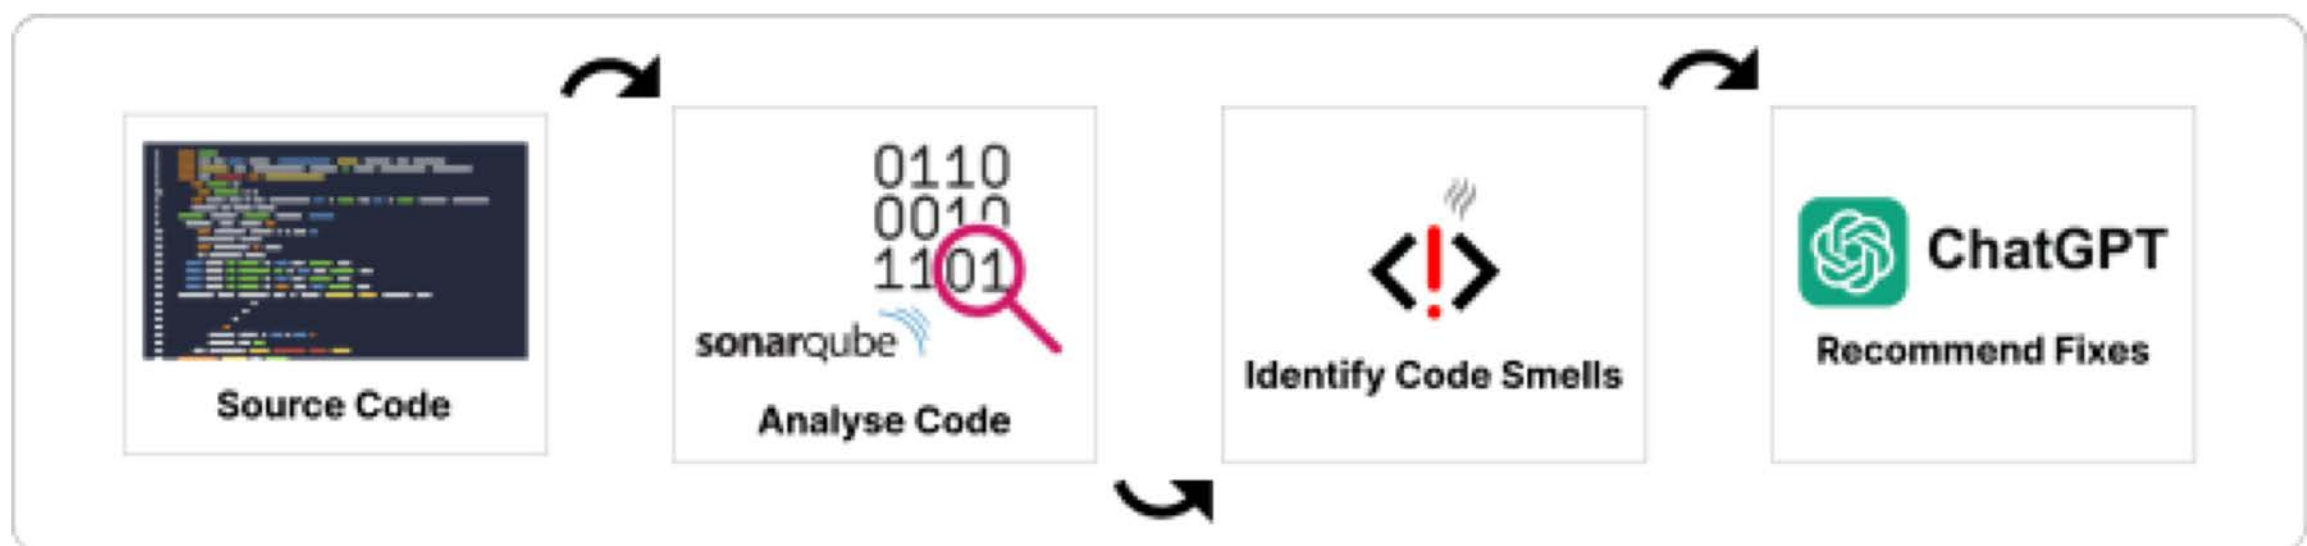 Source Code
0110
0010
1101
sonarqube
Analyse Code
Identify Code Smells
ChatGPT
Recommend Fixes